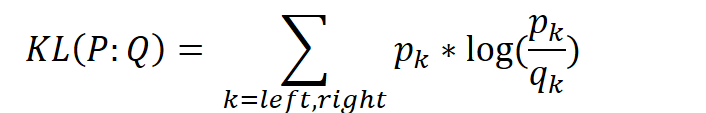 KL(P:Q) = ∑_{k=left,right} p_k * log(p_k/q_k)